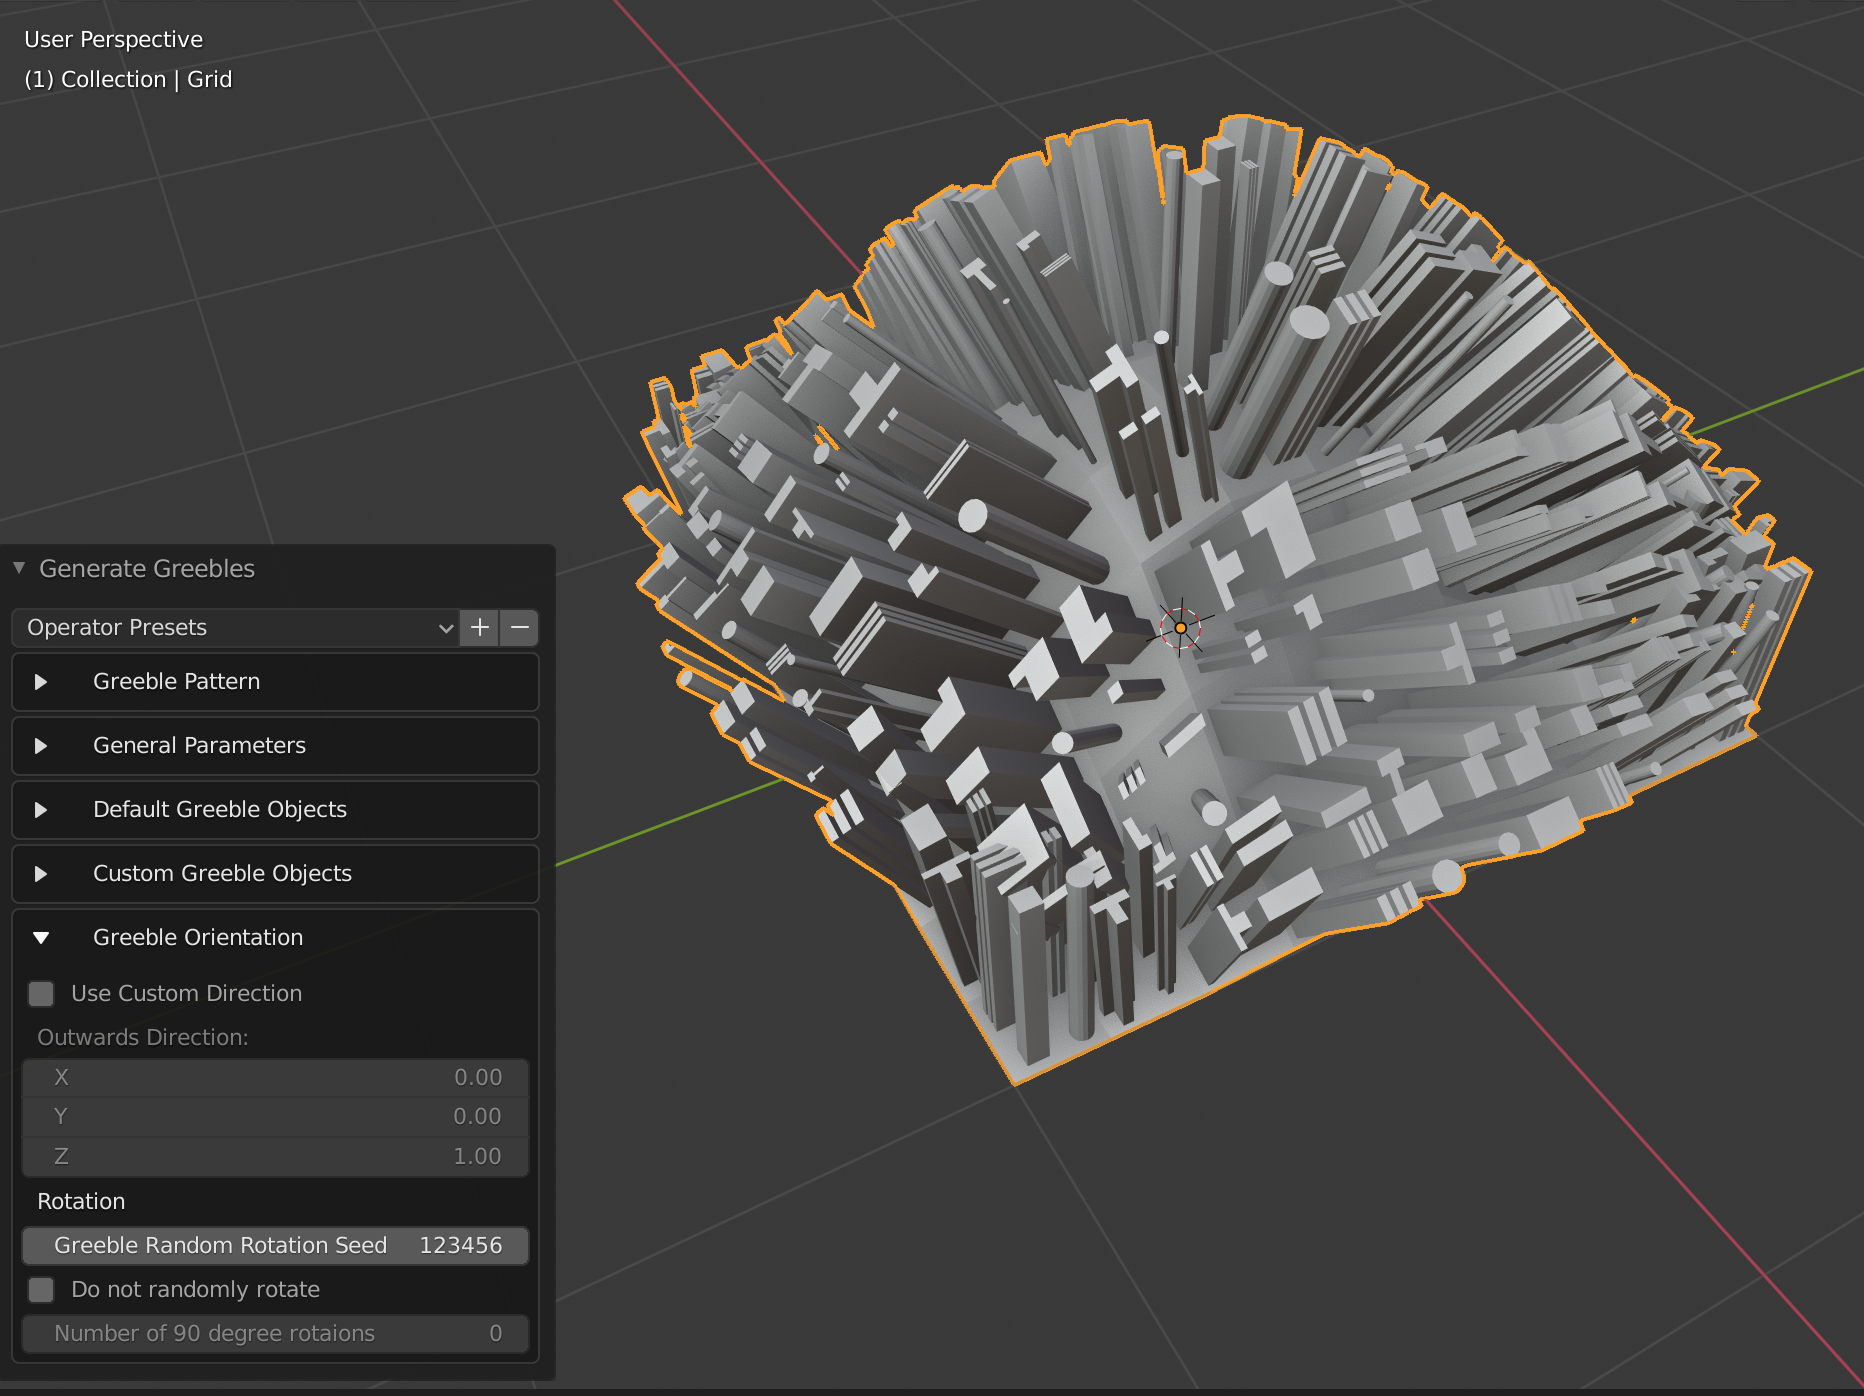 User Perspective
(1) Collection | Grid
Generate Greebles
Operator Presets
Greeble Pattern
General Parameters
Default Greeble Objects
Custom Greeble Objects
Greeble Orientation
Use Custom Direction
Outwards Direction:
X 0.00
Y 0.00
Z 1.00
Rotation
Greeble Random Rotation Seed 123456
Do not randomly rotate
Number of 90 degree rotaions 0